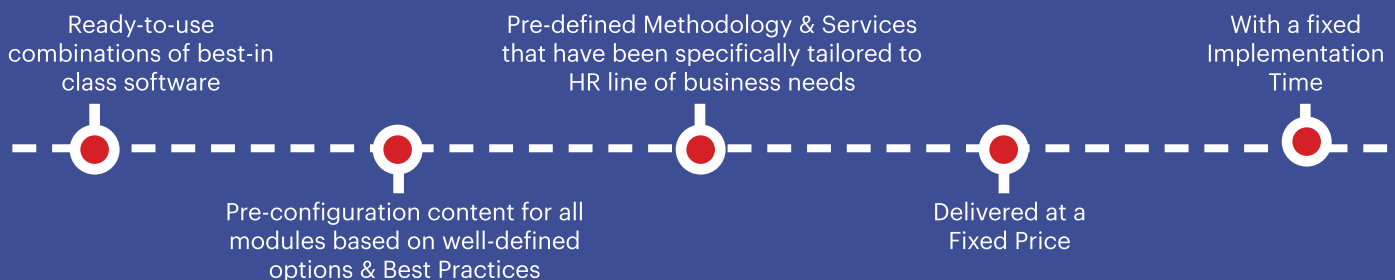 Ready-to-use
combinations of best-in
class software
Pre-configuration content for all
modules based on well-defined
options & Best Practices
Pre-defined Methodology & Services
that have been specifically tailored to
HR line of business needs
Delivered at a
Fixed Price
With a fixed
Implementation
Time